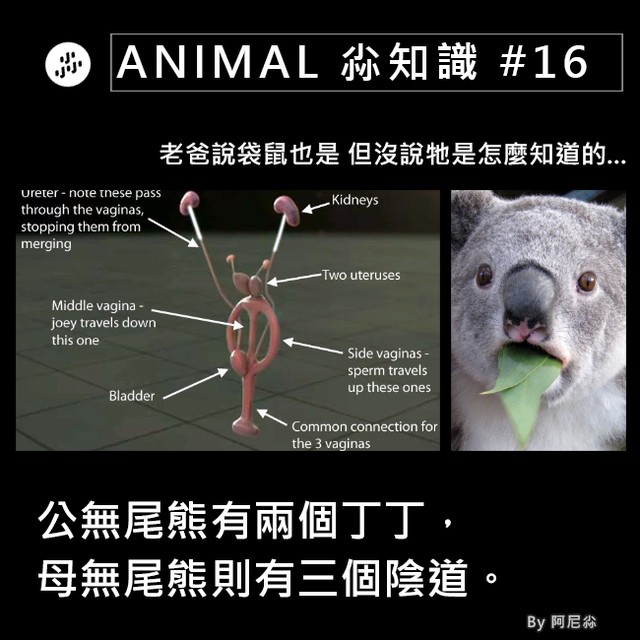 ANIMAL 尛知識 #16
老爸說袋鼠也是 但沒說牠是怎麼知道的...
Ureter - note these pass
through the vaginas,
stopping them from
merging
Kidneys
Two uteruses
Middle vagina -
joey travels down
this one
Side vaginas -
sperm travels
up these ones
Bladder
Common connection for
the 3 vaginas
公無尾熊有兩個丁丁，
母無尾熊則有三個陰道。
By 阿尼尛